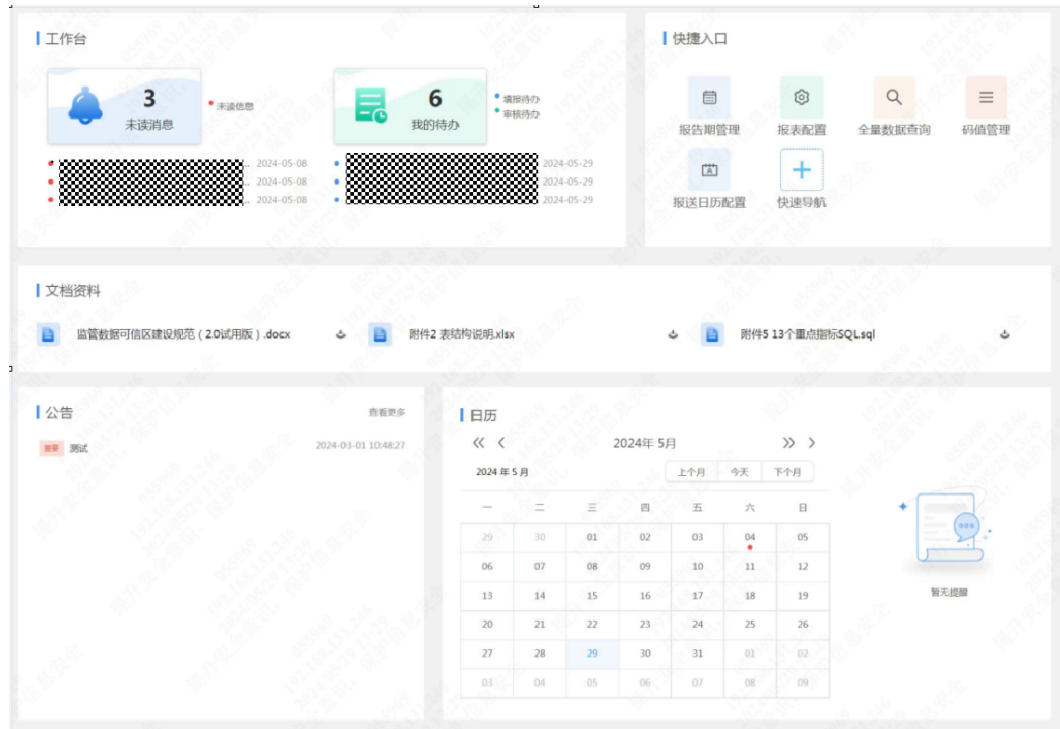 工作台
3
未读消息
未读信息
6
我的待办
填报待办
审核待办
2024-05-08
2024-05-08
2024-05-08
2024-05-29
2024-05-29
2024-05-29
快捷入口
报告期管理
报表配置
全量数据查询
码值管理
报送日历配置
快速导航
文档资料
监管数据可信区建设规范（2.0试用版）.docx
附件2 表结构说明.xlsx
附件5 13个重点指标SQL.sql
公告
查看更多
重要 测试 2024-03-01 10:48:27
日历
« ‹ 2024年 5月 » ›
2024 年 5 月
上个月 今天 下个月
一 二 三 四 五 六 日
29 30 01 02 03 04 05
06 07 08 09 10 11 12
13 14 15 16 17 18 19
20 21 22 23 24 25 26
27 28 29 30 31 01 02
03 04 05 06 07 08 09
暂无提醒